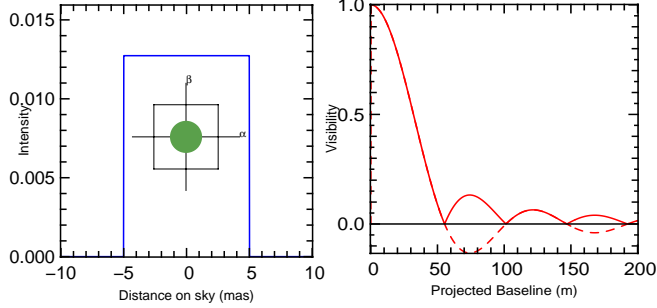 0.015
0.010
0.005
0.000
Intensity
β
α
−10
−5
0
5
10
Distance on sky (mas)
1.0
0.5
0.0
Visibility
0
50
100
150
200
Projected Baseline (m)